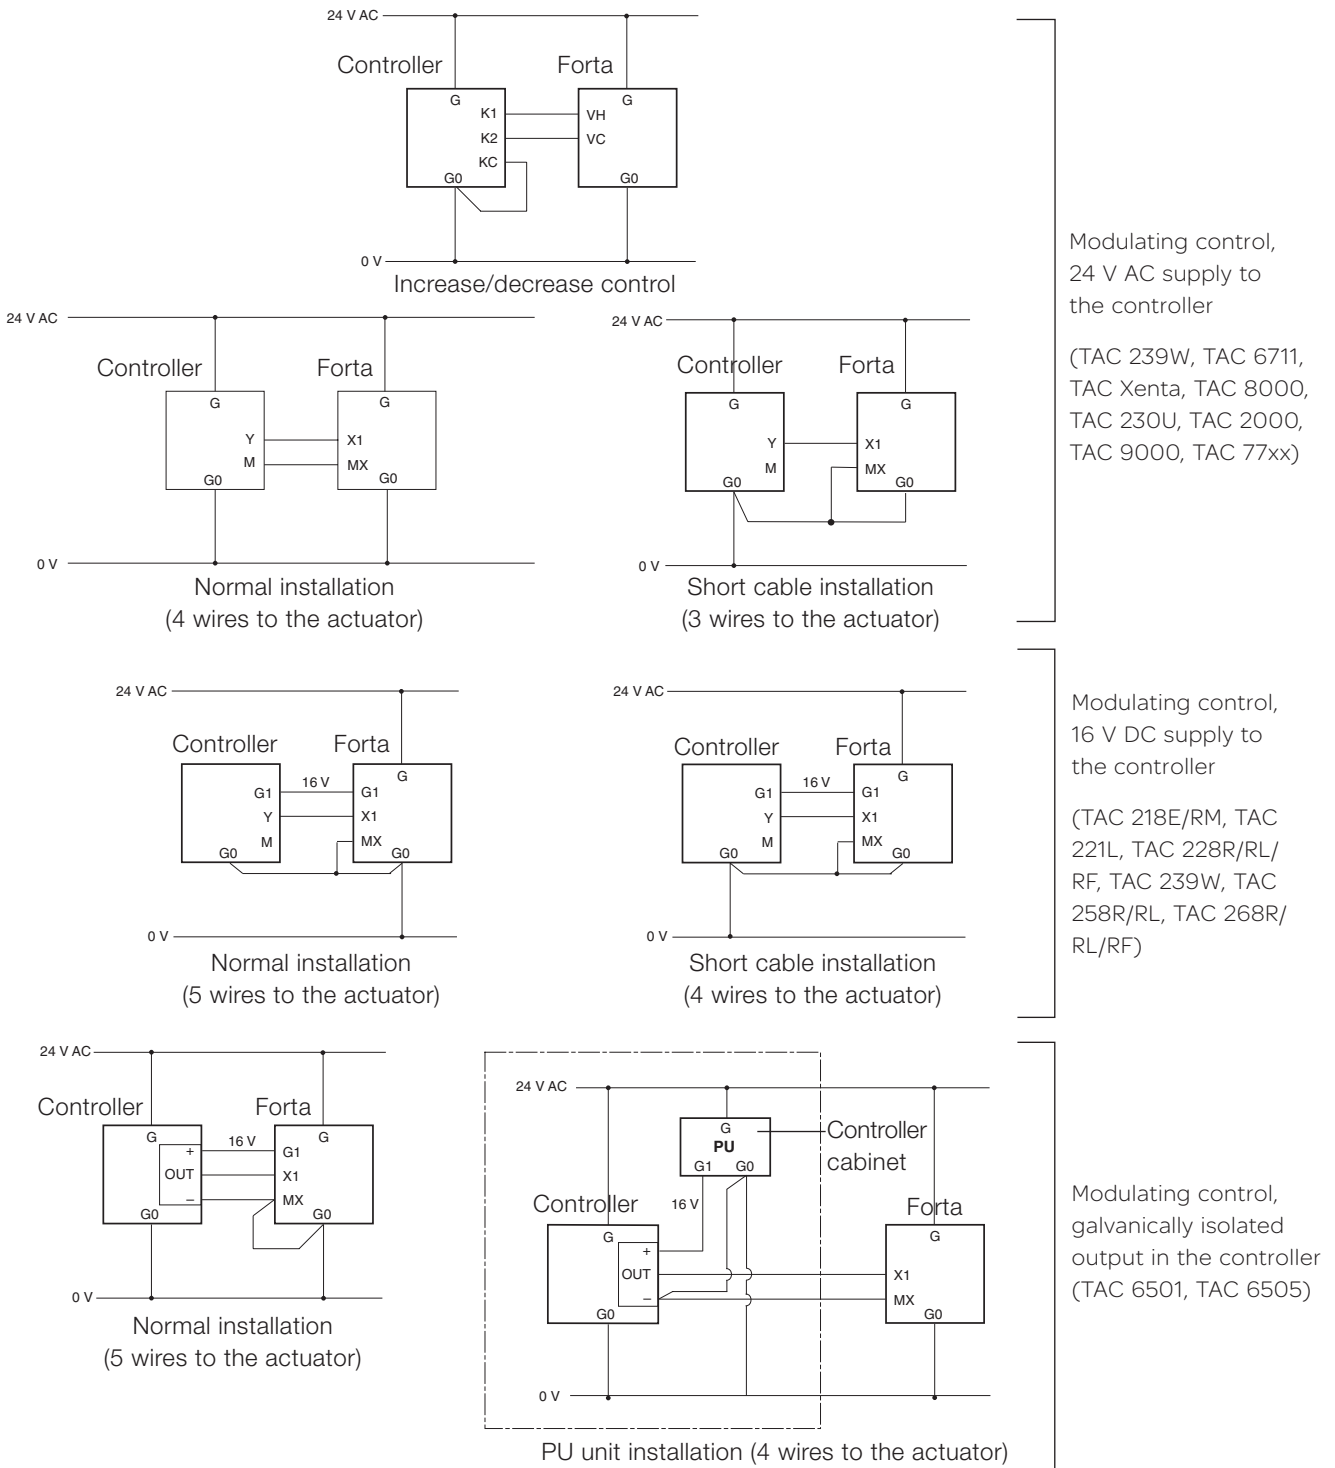 24 V AC
Controller
Forta
G
G
K1
VH
K2
VC
KC
G0
G0
0 V
Increase/decrease control
24 V AC
Controller
Forta
G
G
Y
X1
M
MX
G0
G0
0 V
Normal installation
(4 wires to the actuator)
24 V AC
Controller
Forta
G
G
Y
X1
M
MX
G0
G0
0 V
Short cable installation
(3 wires to the actuator)
Modulating control,
24 V AC supply to
the controller
(TAC 239W, TAC 6711,
TAC Xenta, TAC 8000,
TAC 230U, TAC 2000,
TAC 9000, TAC 77xx)
24 V AC
Controller
Forta
G
16 V
G1
G1
Y
X1
M
MX
G0
G0
0 V
Normal installation
(5 wires to the actuator)
24 V AC
Controller
Forta
G
16 V
G1
G1
Y
X1
M
MX
G0
G0
0 V
Short cable installation
(4 wires to the actuator)
Modulating control,
16 V DC supply to
the controller
(TAC 218E/RM, TAC
221L, TAC 228R/RL/
RF, TAC 239W, TAC
258R/RL, TAC 268R/
RL/RF)
24 V AC
Controller
Forta
G
G
+
16 V
G1
OUT
X1
–
MX
G0
G0
0 V
Normal installation
(5 wires to the actuator)
24 V AC
G
PU
G1
G0
Controller
cabinet
Controller
16 V
Forta
G
G
+
OUT
X1
–
MX
G0
G0
0 V
PU unit installation (4 wires to the actuator)
Modulating control,
galvanically isolated
output in the controller
(TAC 6501, TAC 6505)